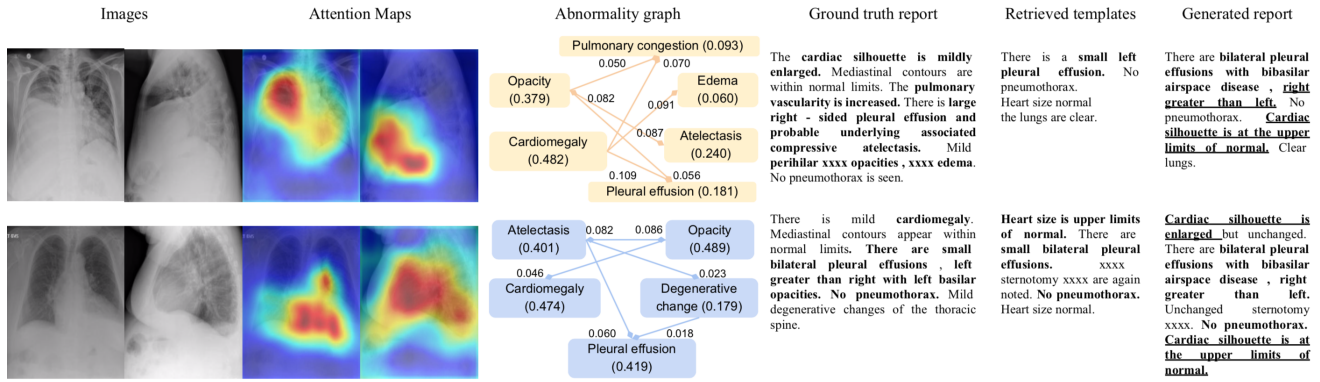 Images
Attention Maps
Abnormality graph
Ground truth report
Retrieved templates
Generated report
Pulmonary congestion (0.093)
0.050
0.070
Opacity
(0.379)
Edema
(0.060)
0.082
0.091
0.087
Cardiomegaly
(0.482)
Atelectasis
(0.240)
0.109
0.056
Pleural effusion (0.181)
The cardiac silhouette is mildly
enlarged. Mediastinal contours are
within normal limits. The pulmonary
vascularity is increased. There is large
right - sided pleural effusion and
probable underlying associated
compressive atelectasis. Mild
perihilar xxxx opacities , xxxx edema.
No pneumothorax is seen.
There is a small left
pleural effusion. No
pneumothorax.
Heart size normal
the lungs are clear.
There are bilateral pleural
effusions with bibasilar
airspace disease , right
greater than left. No
pneumothorax. Cardiac
silhouette is at the upper
limits of normal. Clear
lungs.
Atelectasis
(0.401)
0.082
0.086
Opacity
(0.489)
0.046
0.023
Cardiomegaly
(0.474)
Degenerative
change (0.179)
0.060
0.018
Pleural effusion
(0.419)
There is mild cardiomegaly.
Mediastinal contours appear within
normal limits. There are small
bilateral pleural effusions , left
greater than right with left basilar
opacities. No pneumothorax. Mild
degenerative changes of the thoracic
spine.
Heart size is upper limits
of normal. There are
small bilateral pleural
effusions. xxxx
sternotomy xxxx are again
noted. No pneumothorax.
Heart size normal.
Cardiac silhouette is
enlarged but unchanged.
There are bilateral pleural
effusions with bibasilar
airspace disease , right
greater than left.
Unchanged sternotomy
xxxx. No pneumothorax.
Cardiac silhouette is at
the upper limits of
normal.